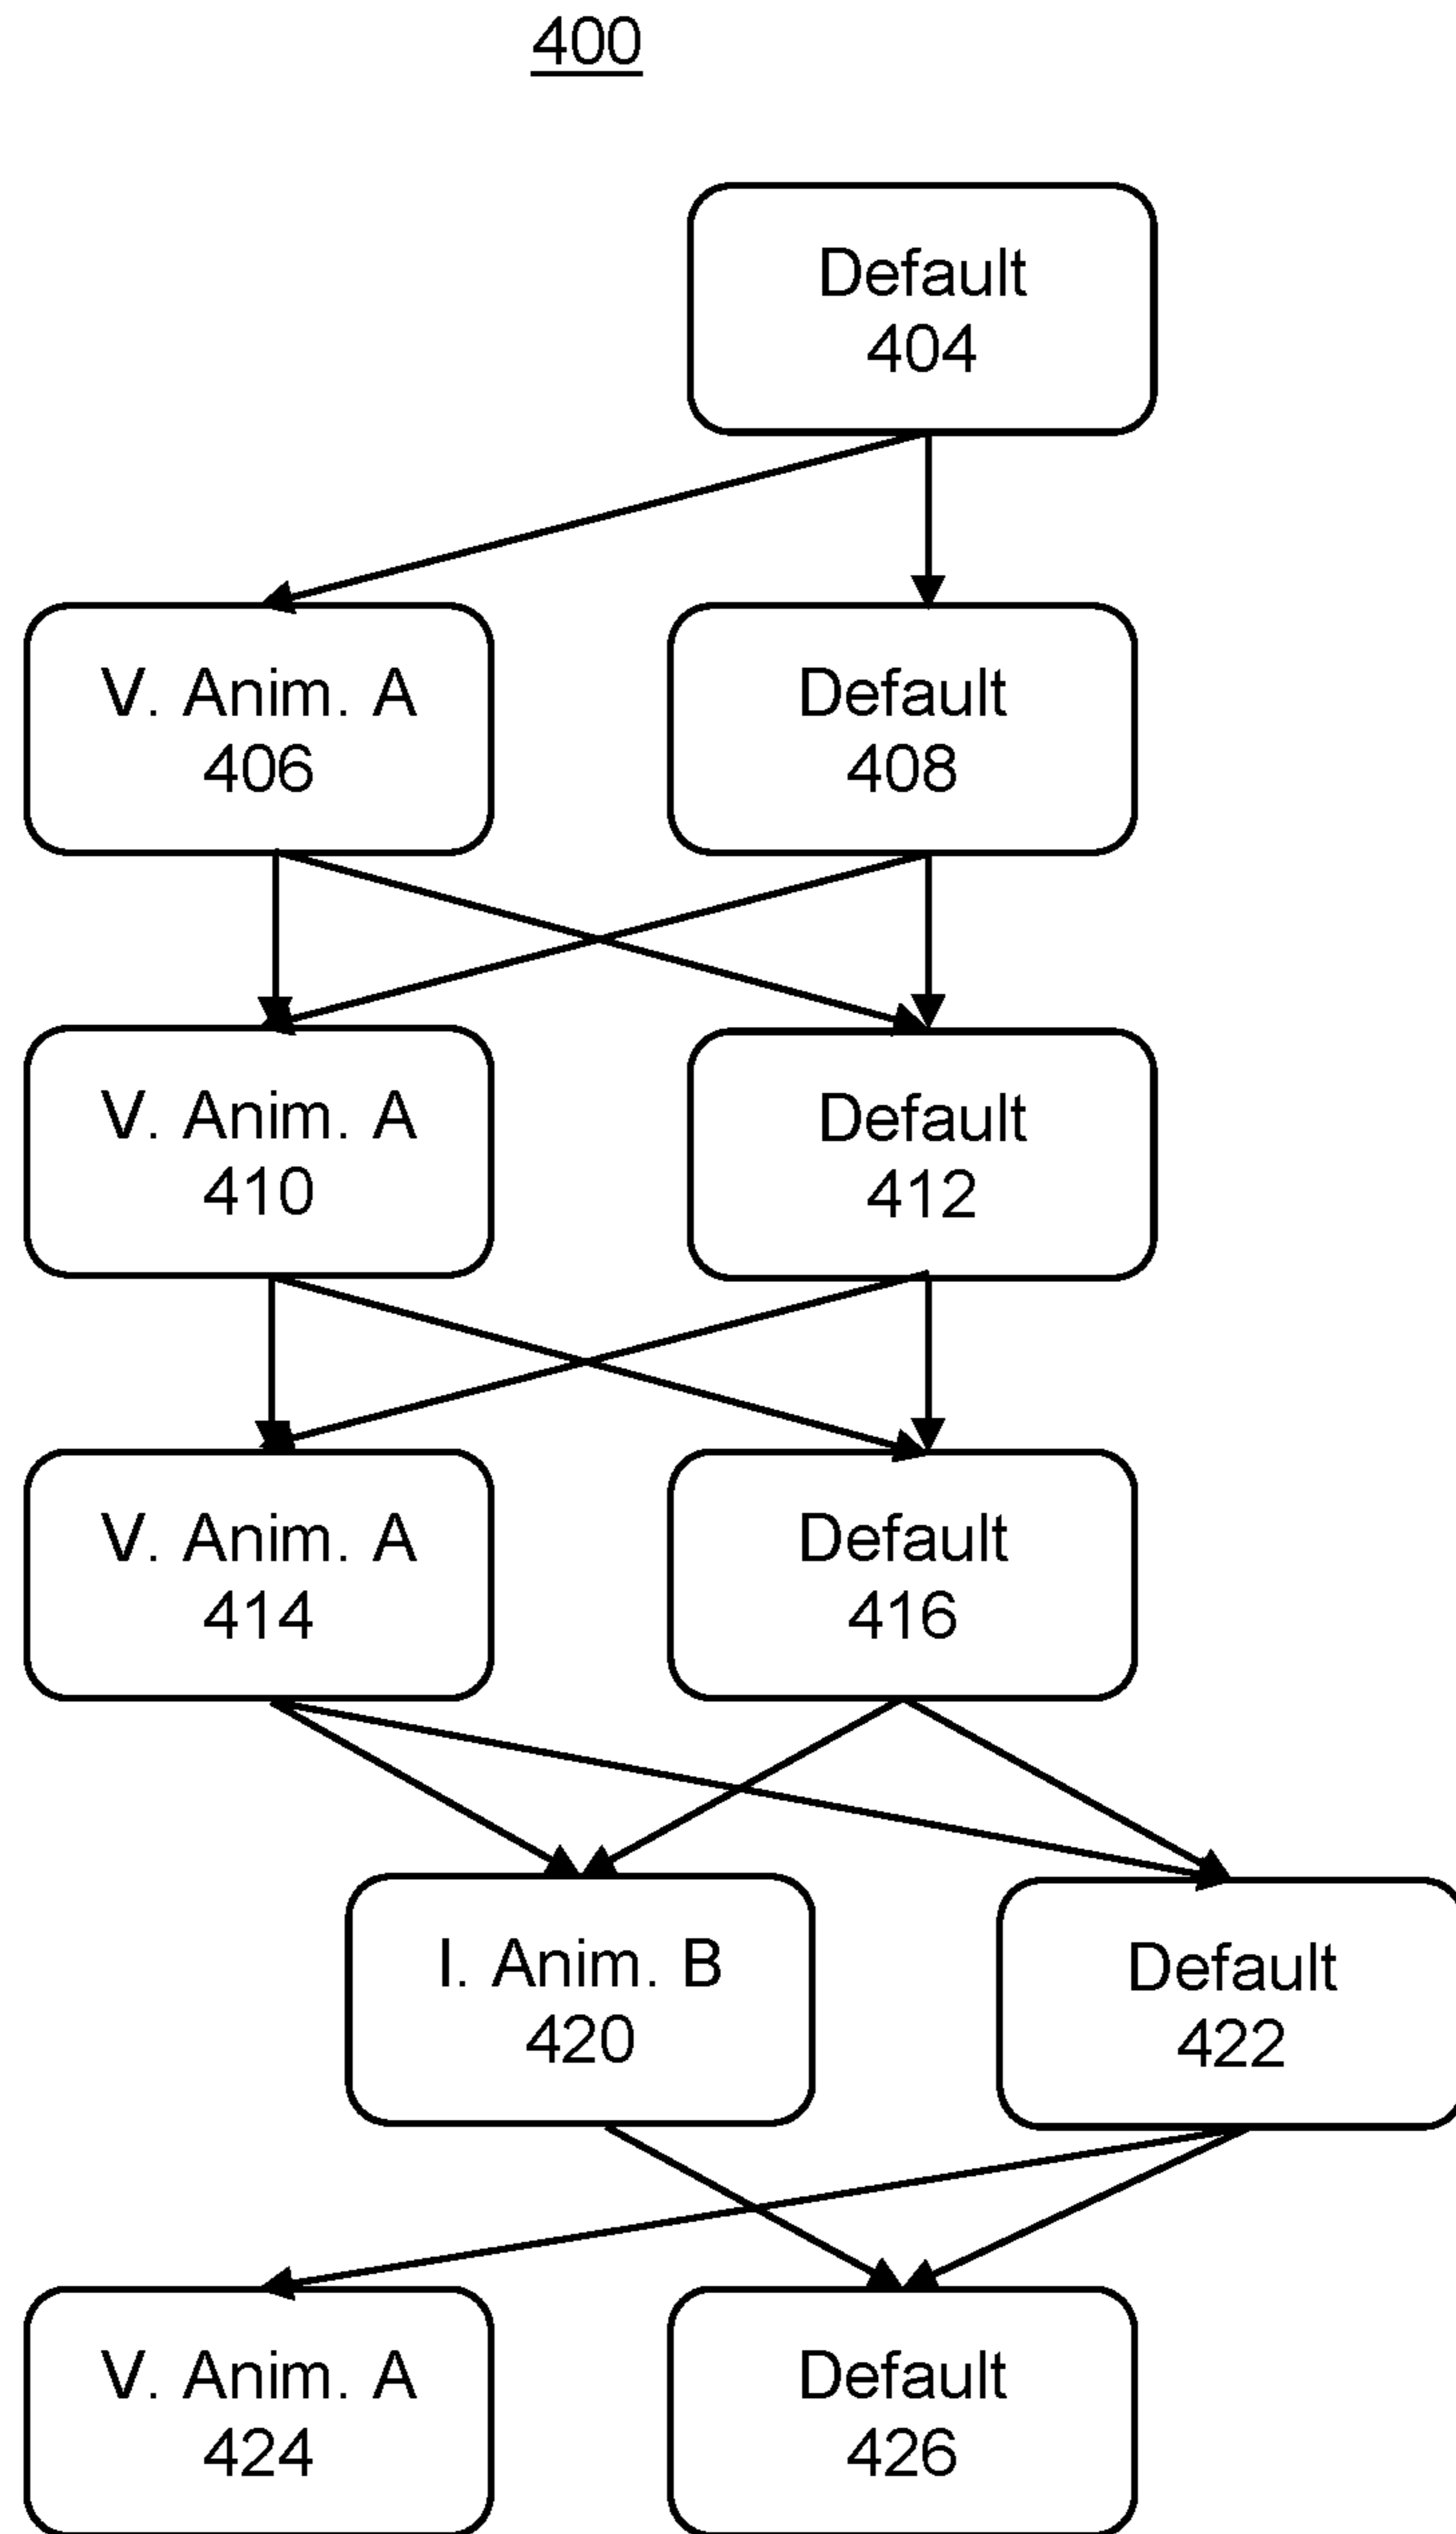 400
Default
404
V. Anim. A
406
Default
408
V. Anim. A
410
Default
412
V. Anim. A
414
Default
416
I. Anim. B
420
Default
422
V. Anim. A
424
Default
426